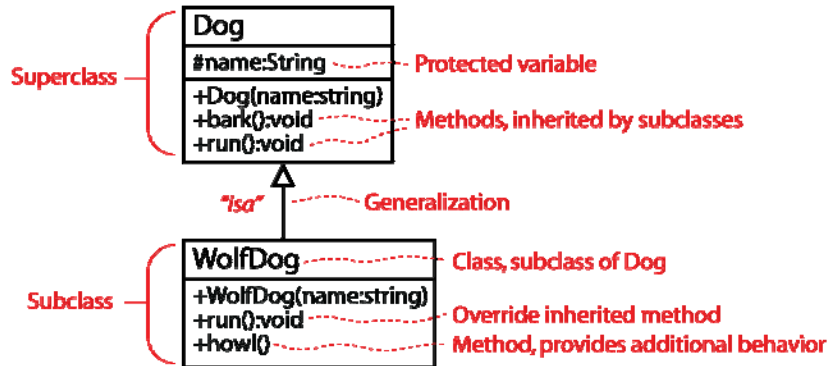 Dog
Superclass
#name:String
Protected variable
+Dog(name:string)
+bark():void
Methods, inherited by subclasses
+run():void
"isa"
Generalization
WolfDog
Class, subclass of Dog
Subclass
+WolfDog(name:string)
+run():void
Override inherited method
+howl()
Method, provides additional behavior